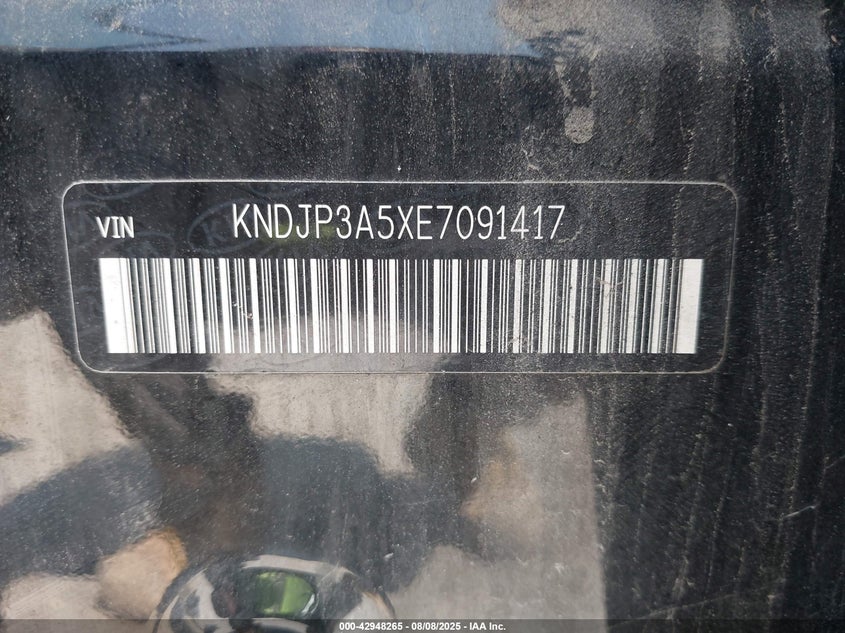 VIN KNDJP3A5XE7091417
000-42948265 - 08/08/2025 - IAA Inc.